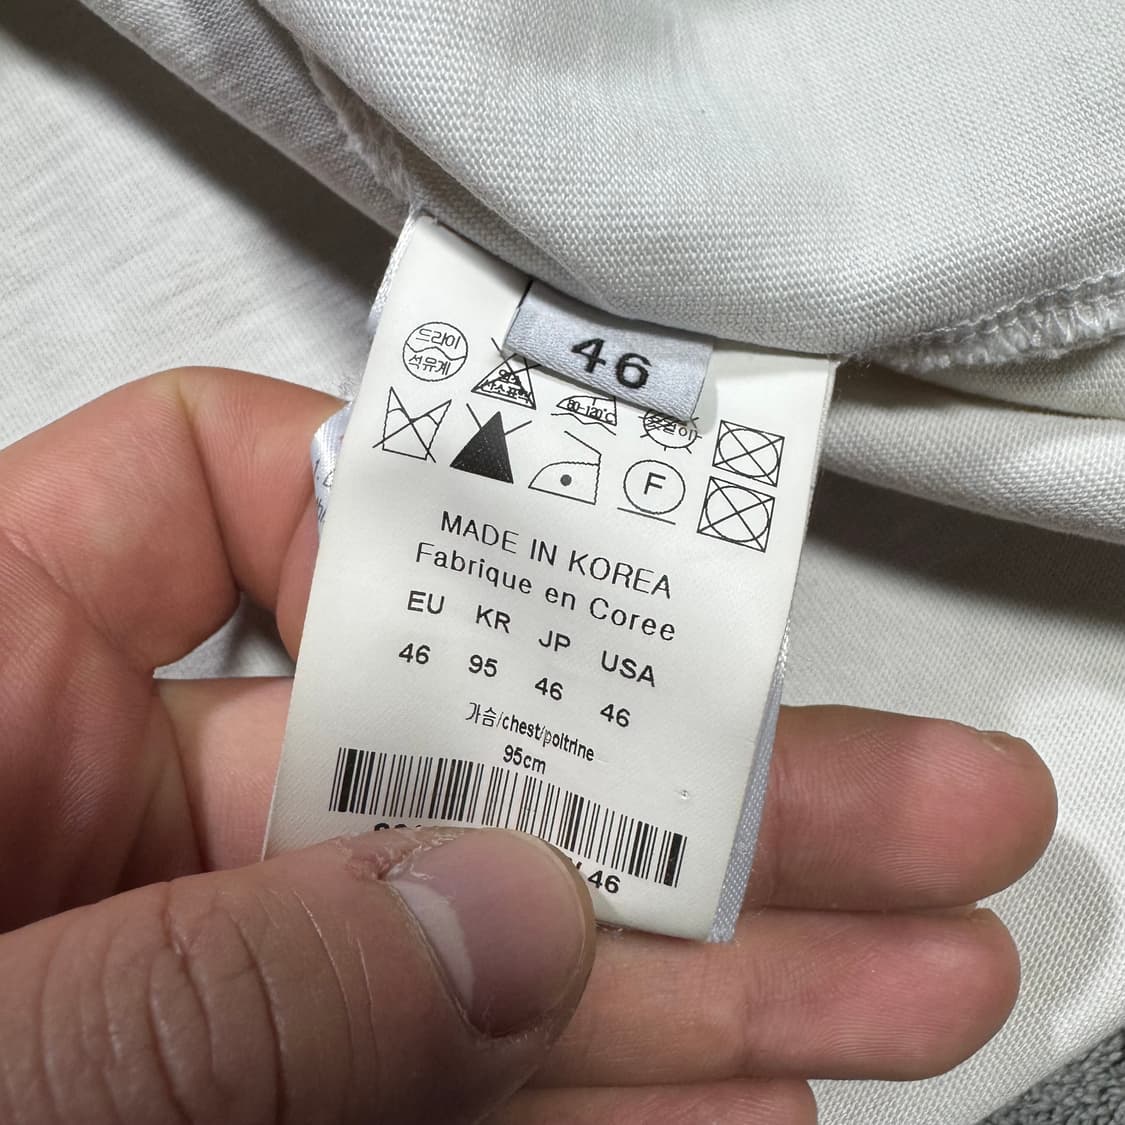 46
드라이
석유계
80-120℃
F
MADE IN KOREA
Fabrique en Coree
EU KR JP USA
46 95 46 46
가슴/chest/poitrine
95cm
46